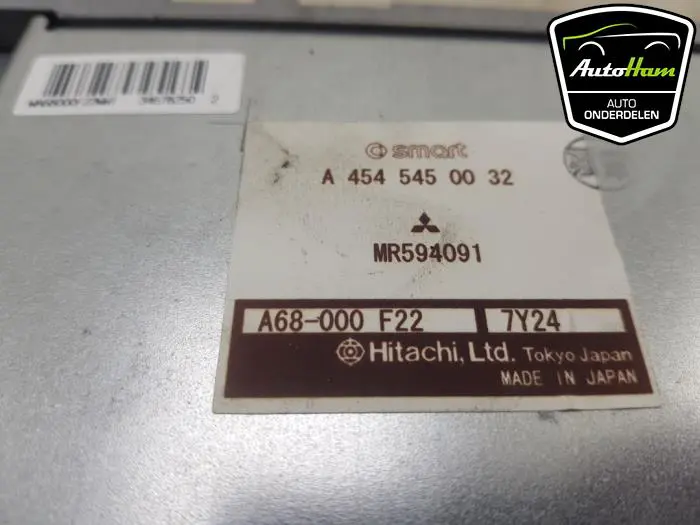 AutoHam
AUTO
ONDERDELEN
smart
A 454 545 00 32
MR594091
A68-000 F22 7Y24
Hitachi, Ltd. Tokyo Japan
MADE IN JAPAN